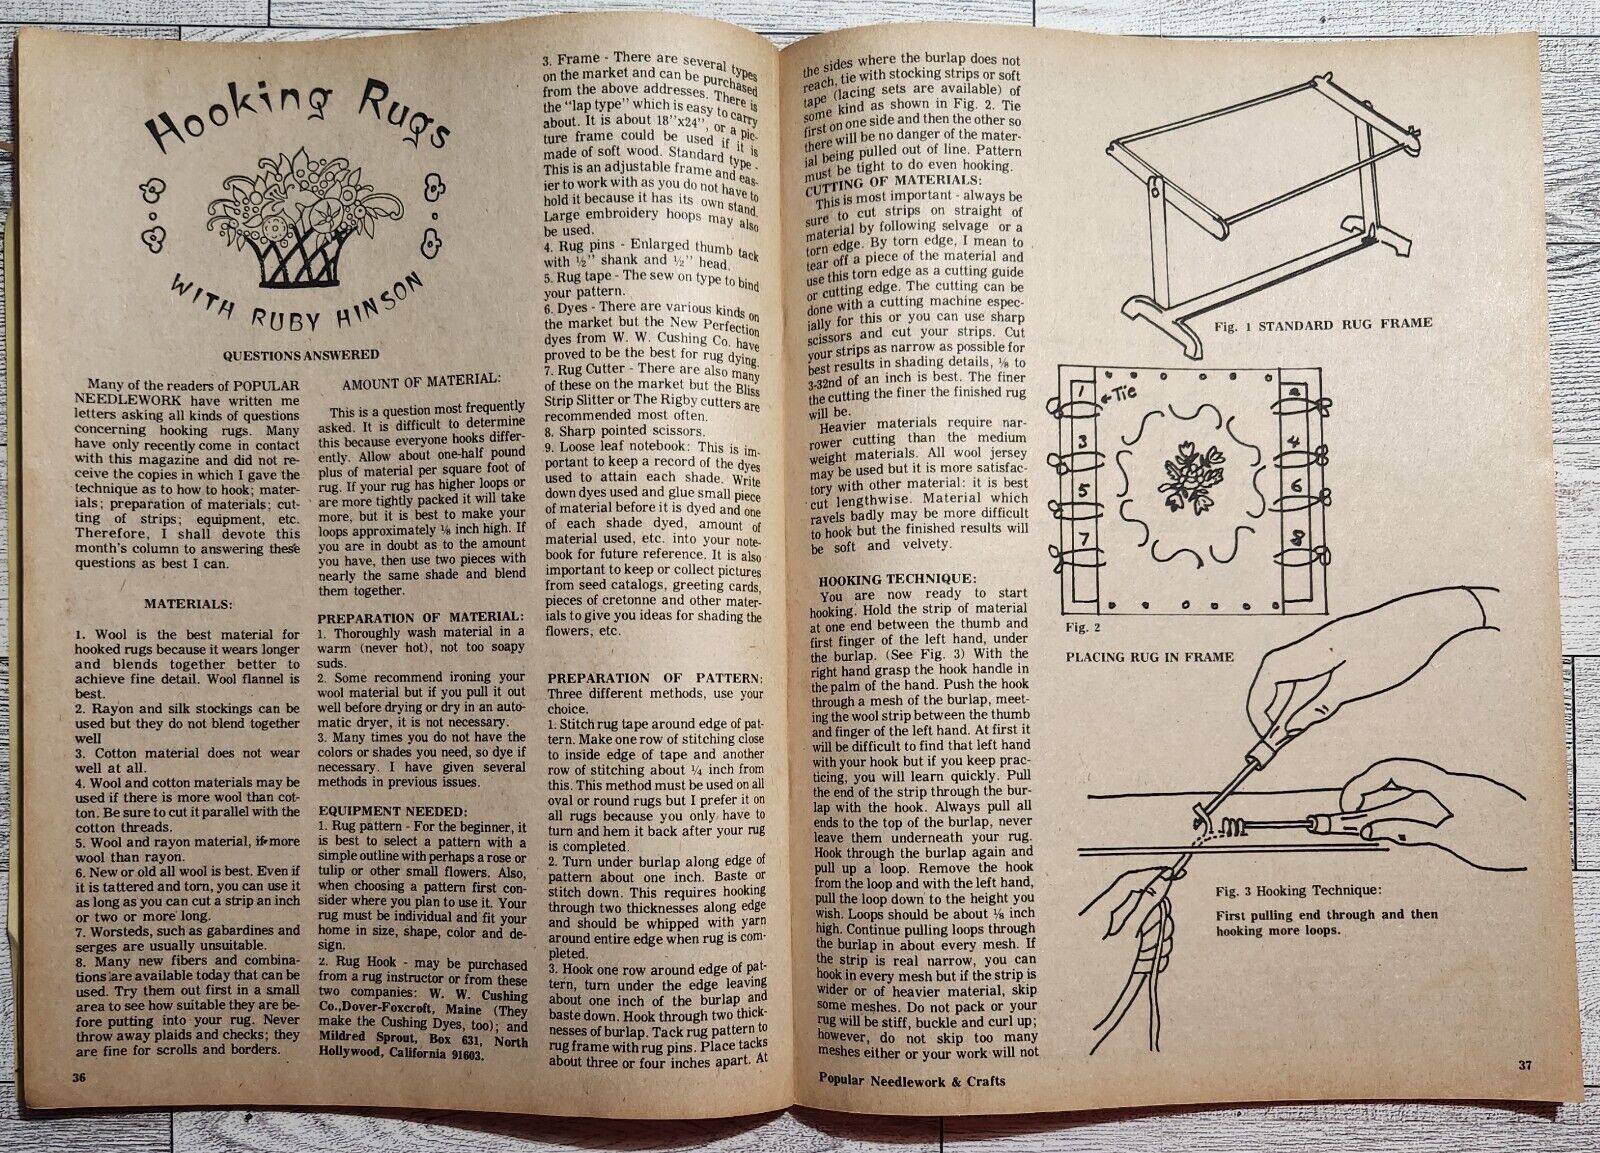 Hooking Rugs
WITH RUBY HINSON
QUESTIONS ANSWERED
Many of the readers of POPULAR
NEEDLEWORK have written me
letters asking all kinds of questions
concerning hooking rugs. Many
have only recently come in contact
with this magazine and did not re-
ceive the copies in which I gave the
technique as to how to hook; mater-
ials; preparation of materials; cut-
ting of strips; equipment, etc.
Therefore, I shall devote this
month's column to answering these
questions as best I can.
MATERIALS:
1. Wool is the best material for
hooked rugs because it wears longer
and blends together better to
achieve fine detail. Wool flannel is
best.
2. Rayon and silk stockings can be
used but they do not blend together
well
3. Cotton material does not wear
well at all.
4. Wool and cotton materials may be
used if there is more wool than cot-
ton. Be sure to cut it parallel with the
cotton threads.
5. Wool and rayon material, if more
wool than rayon.
6. New or old all wool is best. Even if
it is tattered and torn, you can use it
as long as you can cut a strip an inch
or two or more long.
7. Worsteds, such as gabardines and
serges are usually unsuitable.
8. Many new fibers and combina-
tions are available today that can be
used. Try them out first in a small
area to see how suitable they are be-
fore putting into your rug. Never
throw away plaids and checks; they
are fine for scrolls and borders.
36
AMOUNT OF MATERIAL:
This is a question most frequently
asked. It is difficult to determine
this because everyone hooks differ-
ently. Allow about one-half pound
plus of material per square foot of
rug. If your rug has higher loops or
are more tightly packed it will take
more, but it is best to make your
loops approximately ⅛ inch high. If
you are in doubt as to the amount
you have, then use two pieces with
nearly the same shade and blend
them together.
PREPARATION OF MATERIAL:
1. Thoroughly wash material in a
warm (never hot), not too soapy
suds.
2. Some recommend ironing your
wool material but if you pull it out
well before drying or dry in an auto-
matic dryer, it is not necessary.
3. Many times you do not have the
colors or shades you need, so dye if
necessary. I have given several
methods in previous issues.
EQUIPMENT NEEDED:
1. Rug pattern - For the beginner, it
is best to select a pattern with a
simple outline with perhaps a rose or
tulip or other small flowers. Also,
when choosing a pattern first con-
sider where you plan to use it. Your
rug must be individual and fit your
home in size, shape, color and de-
sign.
2. Rug Hook - may be purchased
from a rug instructor or from these
two companies: W. W. Cushing
Co.,Dover-Foxcroft, Maine (They
make the Cushing Dyes, too); and
Mildred Sprout, Box 631, North
Hollywood, California 91603.
3. Frame - There are several types
on the market and can be purchased
from the above addresses. There is
the "lap type" which is easy to carry
about. It is about 18''x24'', or a pic-
ture frame could be used if it is
made of soft wood. Standard type -
This is an adjustable frame and eas-
ier to work with as you do not have to
hold it because it has its own stand.
Large embroidery hoops may also
be used.
4. Rug pins - Enlarged thumb tack
with ½'' shank and ½'' head.
5. Rug tape - The sew on type to bind
your pattern.
6. Dyes - There are various kinds on
the market but the New Perfection
dyes from W. W. Cushing Co. have
proved to be the best for rug dying.
7. Rug Cutter - There are also many
of these on the market but the Bliss
Strip Slitter or The Rigby cutters are
recommended most often.
8. Sharp pointed scissors.
9. Loose leaf notebook: This is im-
portant to keep a record of the dyes
used to attain each shade. Write
down dyes used and glue small piece
of material before it is dyed and one
of each shade dyed, amount of
material used, etc. into your note-
book for future reference. It is also
important to keep or collect pictures
from seed catalogs, greeting cards,
pieces of cretonne and other mater-
ials to give you ideas for shading the
flowers, etc.
PREPARATION OF PATTERN:
Three different methods, use your
choice.
1. Stitch rug tape around edge of pat-
tern. Make one row of stitching close
to inside edge of tape and another
row of stitching about ¼ inch from
this. This method must be used on all
oval or round rugs but I prefer it on
all rugs because you only have to
turn and hem it back after your rug
is completed.
2. Turn under burlap along edge of
pattern about one inch. Baste or
stitch down. This requires hooking
through two thicknesses along edge
and should be whipped with yarn
around entire edge when rug is com-
pleted.
3. Hook one row around edge of pat-
tern, turn under the edge leaving
about one inch of the burlap and
baste down. Hook through two thick-
nesses of burlap. Tack rug pattern to
rug frame with rug pins. Place tacks
about three or four inches apart. At
the sides where the burlap does not
reach, tie with stocking strips or soft
tape (lacing sets are available) of
some kind as shown in Fig. 2. Tie
first on one side and then the other so
there will be no danger of the mater-
ial being pulled out of line. Pattern
must be tight to do even hooking.
CUTTING OF MATERIALS:
This is most important - always be
sure to cut strips on straight of
material by following selvage or a
torn edge. By torn edge, I mean to
tear off a piece of the material and
use this torn edge as a cutting guide
or cutting edge. The cutting can be
done with a cutting machine espec-
ially for this or you can use sharp
scissors and cut your strips. Cut
your strips as narrow as possible for
best results in shading details, ⅛ to
3-32nd of an inch is best. The finer
the cutting the finer the finished rug
will be.
Heavier materials require nar-
rower cutting than the medium
weight materials. All wool jersey
may be used but it is more satisfac-
tory with other material: it is best
cut lengthwise. Material which
ravels badly may be more difficult
to hook but the finished results will
be soft and velvety.
HOOKING TECHNIQUE:
You are now ready to start
hooking. Hold the strip of material
at one end between the thumb and
first finger of the left hand, under
the burlap. (See Fig. 3) With the
right hand grasp the hook handle in
the palm of the hand. Push the hook
through a mesh of the burlap, meet-
ing the wool strip between the thumb
and finger of the left hand. At first it
will be difficult to find that left hand
with your hook but if you keep prac-
ticing, you will learn quickly. Pull
the end of the strip through the bur-
lap with the hook. Always pull all
ends to the top of the burlap, never
leave them underneath your rug.
Hook through the burlap again and
pull up a loop. Remove the hook
from the loop and with the left hand,
pull the loop down to the height you
wish. Loops should be about ⅛ inch
high. Continue pulling loops through
the burlap in about every mesh. If
the strip is real narrow, you can
hook in every mesh but if the strip is
wider or of heavier material, skip
some meshes. Do not pack or your
rug will be stiff, buckle and curl up;
however, do not skip too many
meshes either or your work will not
Popular Needlework & Crafts
Fig. 1 STANDARD RUG FRAME
1 Tie 2
3 4
5 6
7 8
Fig. 2
PLACING RUG IN FRAME
Fig. 3 Hooking Technique:
First pulling end through and then
hooking more loops.
37